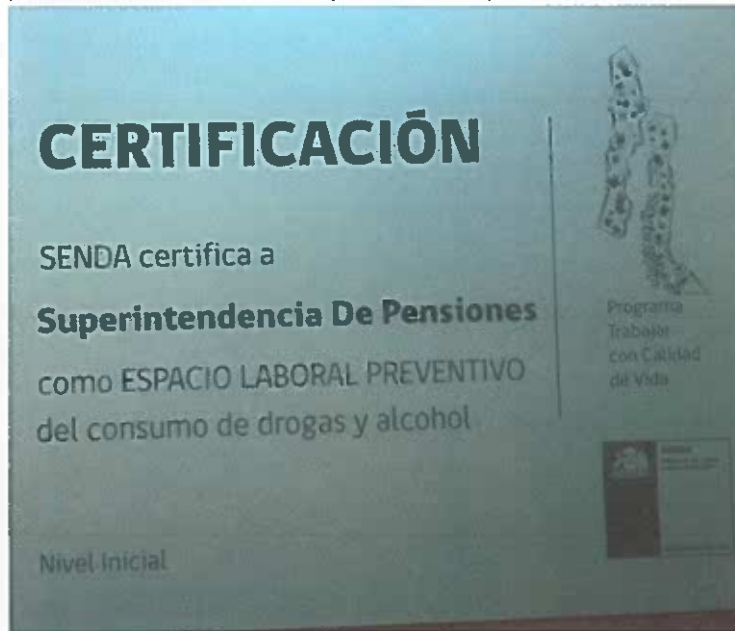 CERTIFICACIÓN
SENDA certifica a
Superintendencia De Pensiones
como ESPACIO LABORAL PREVENTIVO
del consumo de drogas y alcohol
Nivel Inicial
Programa
Trabajar
con Calidad
de Vida